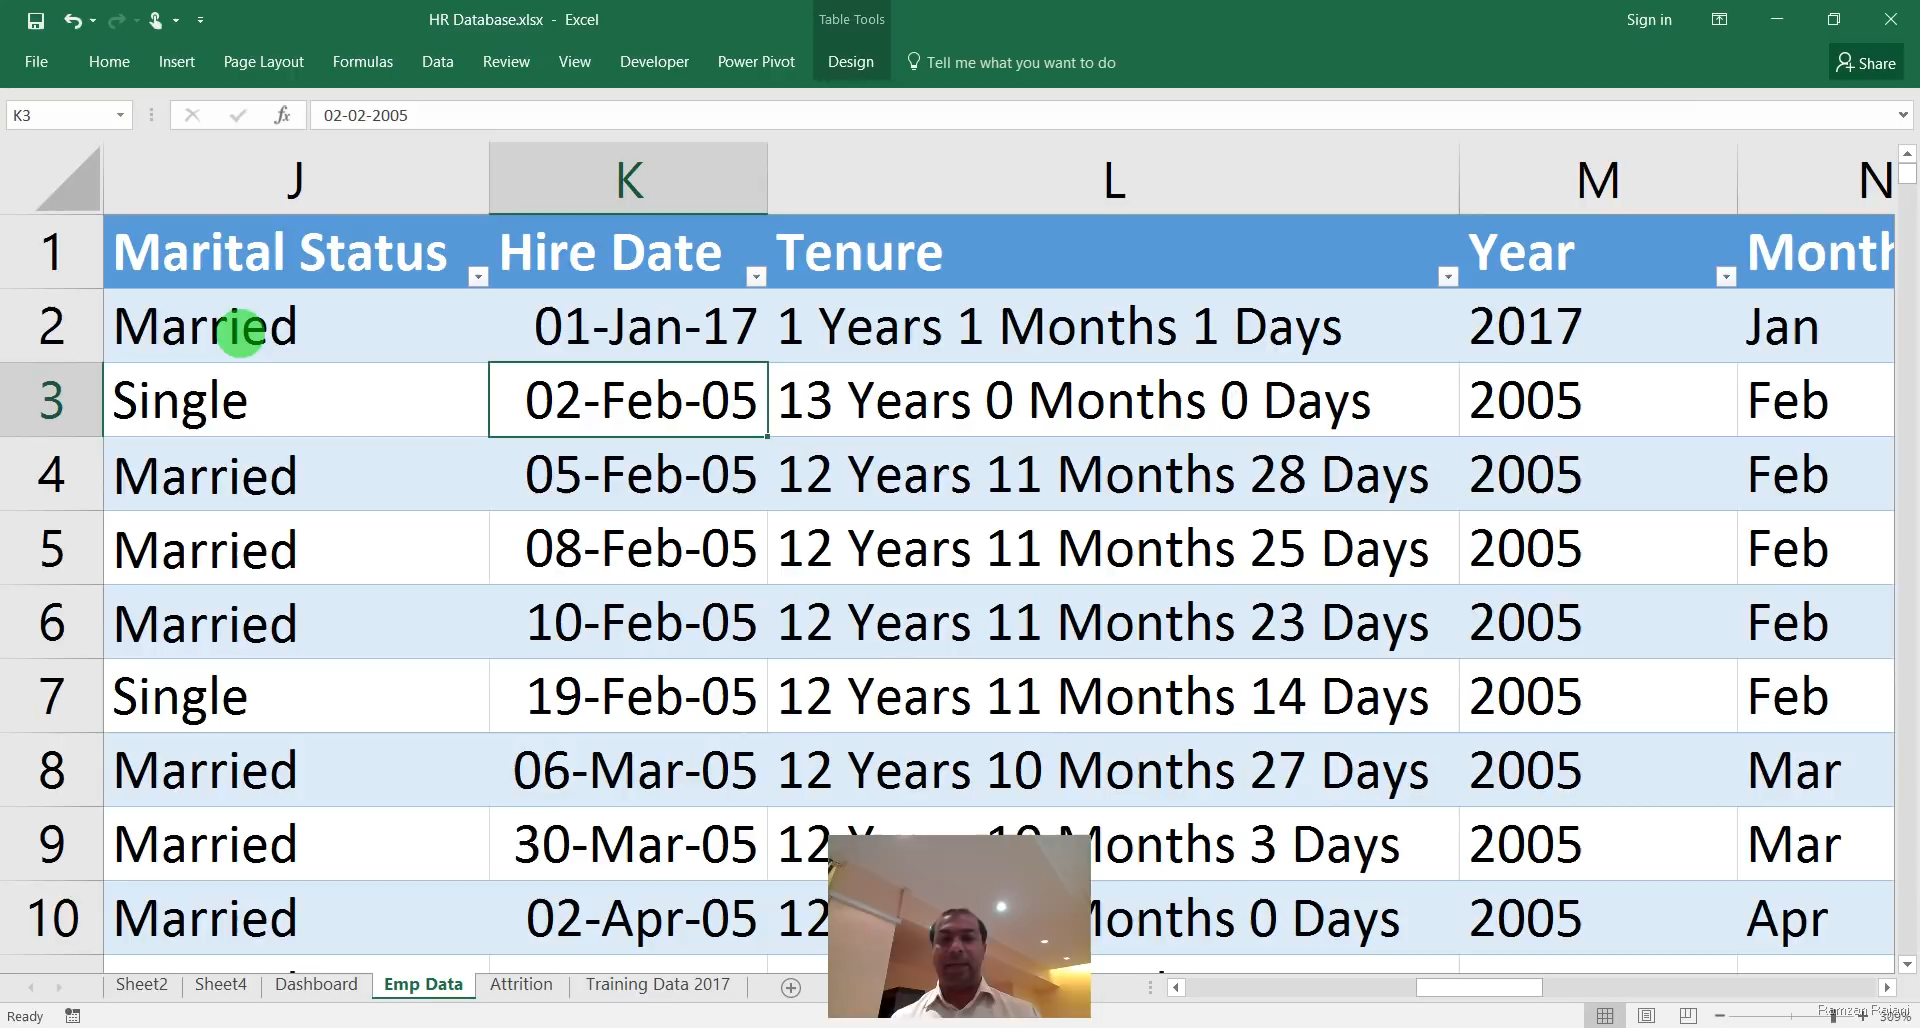 HR Database.xlsx - Excel
Table Tools
Sign in
File Home Insert Page Layout Formulas Data Review View Developer Power Pivot Design Tell me what you want to do Share
K3 fx 02-02-2005
J K L M N
1 Marital Status Hire Date Tenure Year Month
2 Married 01-Jan-17 1 Years 1 Months 1 Days 2017 Jan
3 Single 02-Feb-05 13 Years 0 Months 0 Days 2005 Feb
4 Married 05-Feb-05 12 Years 11 Months 28 Days 2005 Feb
5 Married 08-Feb-05 12 Years 11 Months 25 Days 2005 Feb
6 Married 10-Feb-05 12 Years 11 Months 23 Days 2005 Feb
7 Single 19-Feb-05 12 Years 11 Months 14 Days 2005 Feb
8 Married 06-Mar-05 12 Years 10 Months 27 Days 2005 Mar
9 Married 30-Mar-05 12 Months 3 Days 2005 Mar
10 Married 02-Apr-05 12 Months 0 Days 2005 Apr
Sheet2 Sheet4 Dashboard Emp Data Attrition Training Data 2017
Ready
Ramzan Rajani
309%